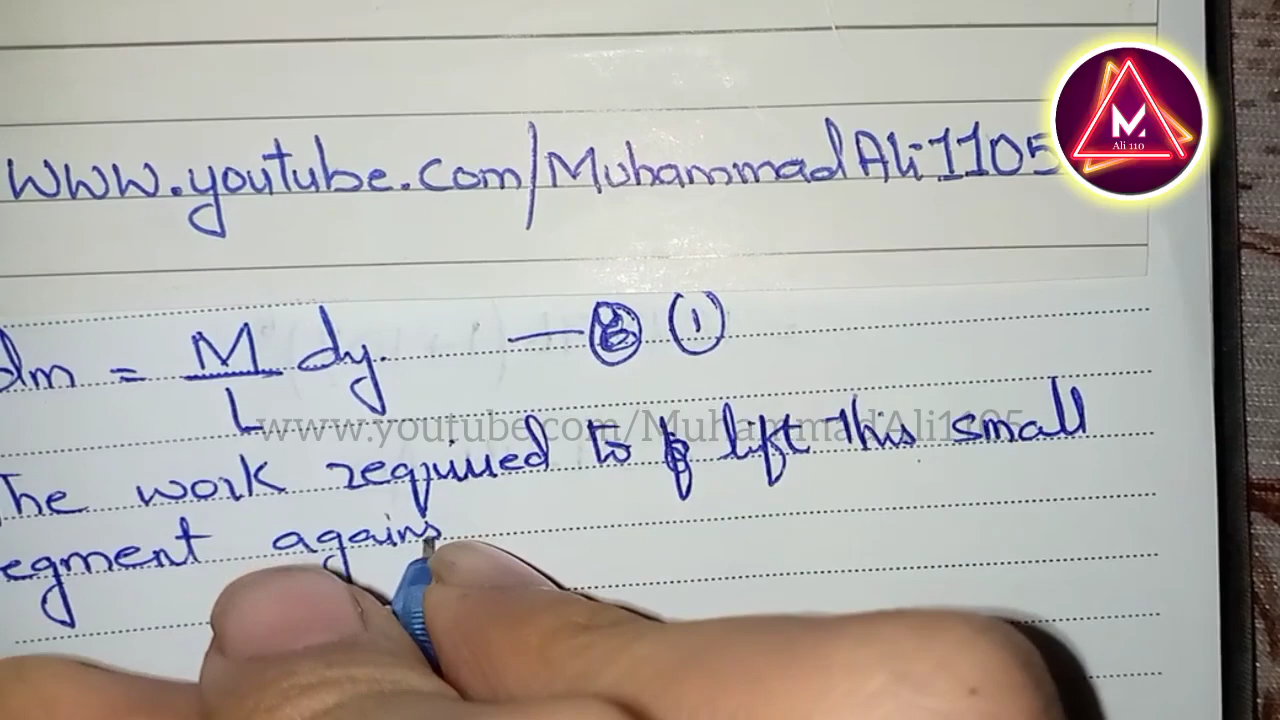 www.youtube.com/MuhammadAli1105
M
Ali 110
dm = M/L dy. — ①
www.youtube.com/MuhammadAli1105
The work required to lift this small
egment agains